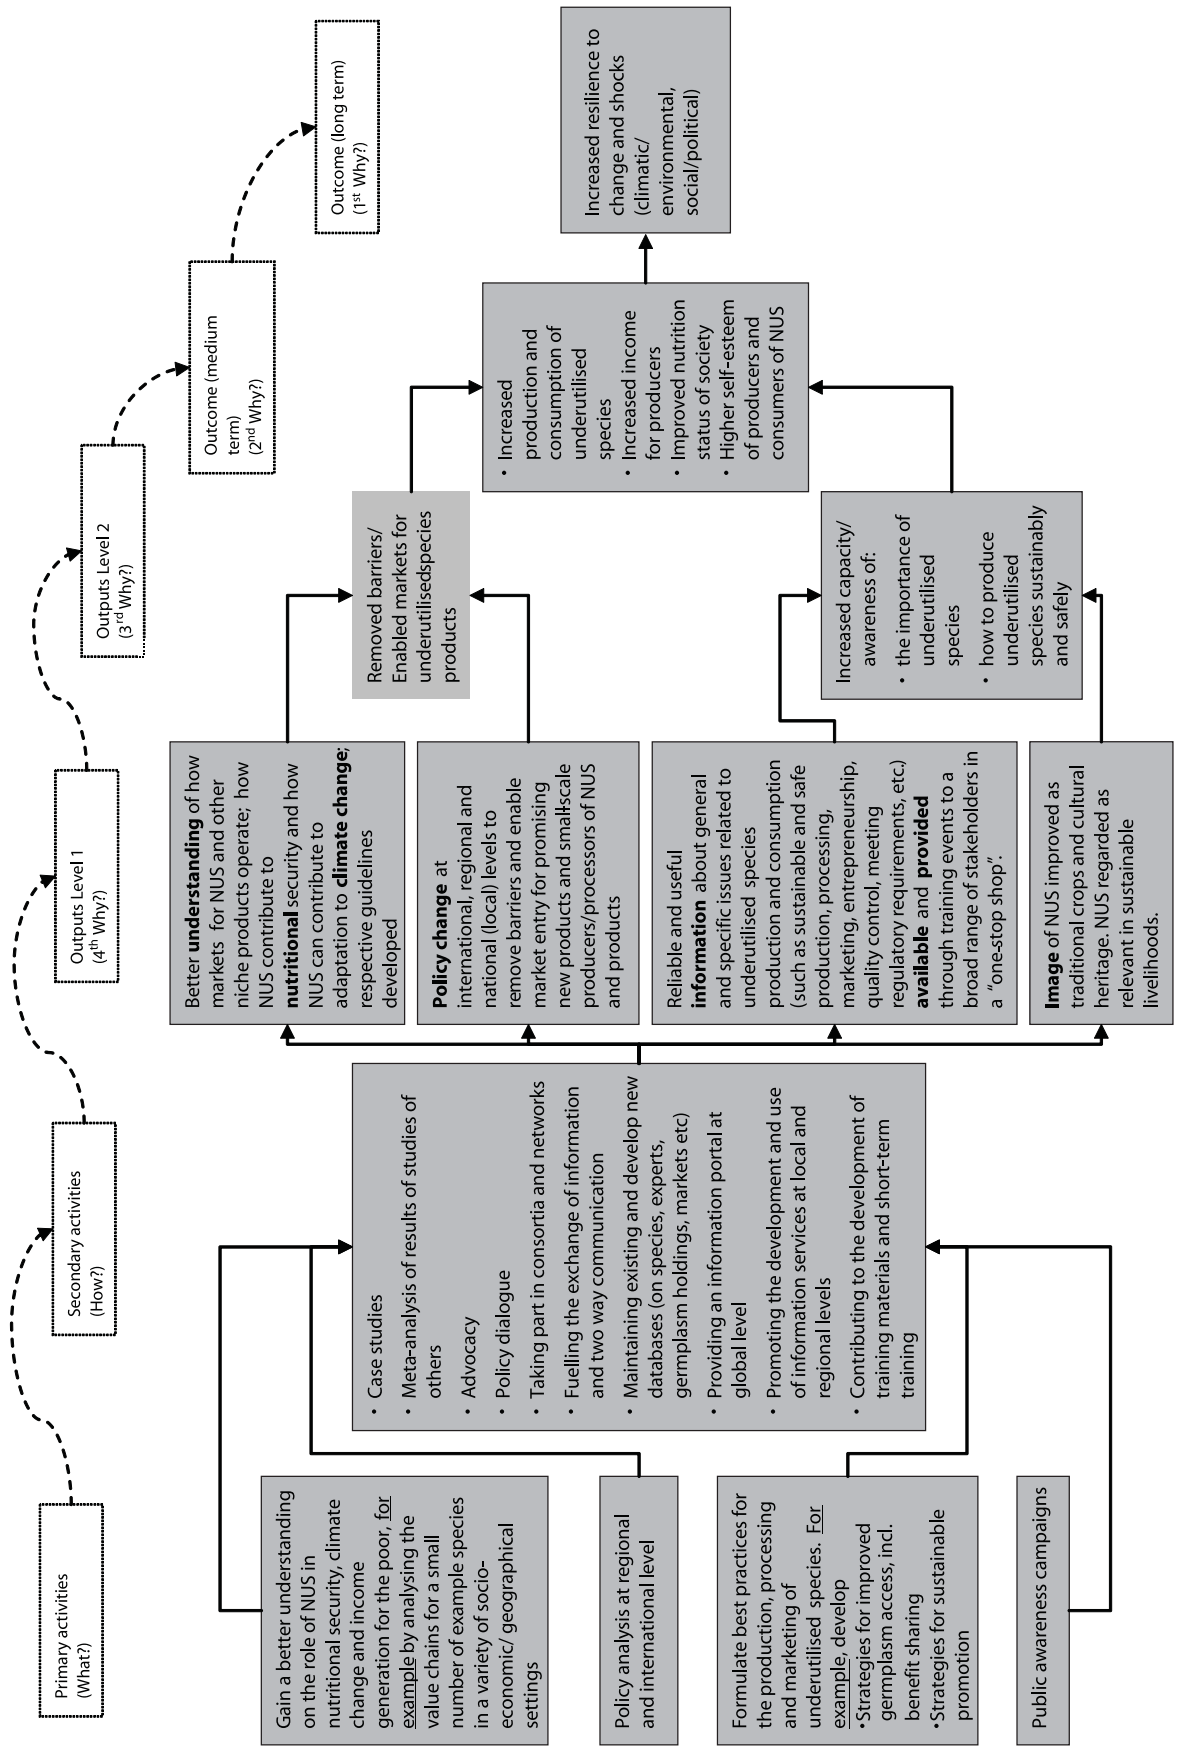 Primary activities
(What?)
Secondary activities
(How?)
Outputs Level 1
(4th Why?)
Outputs Level 2
(3rd Why?)
Outcome (medium
term)
(2nd Why?)
Outcome (long term)
(1st Why?)
Gain a better understanding
on the role of NUS in
nutritional security, climate
change and income
generation for the poor, for
example by analysing the
value chains for a small
number of example species
in a variety of socio-
economic/ geographical
settings
Policy analysis at regional
and international level
Formulate best practices for
the production, processing
and marketing of
underutilised species. For
example, develop
•Strategies for improved
germplasm access, incl.
benefit sharing
•Strategies for sustainable
promotion
Public awareness campaigns
• Case studies
• Meta-analysis of results of studies of
others
• Advocacy
• Policy dialogue
• Taking part in consortia and networks
• Fuelling the exchange of information
and two way communication
• Maintaining existing and develop new
databases (on species, experts,
germplasm holdings, markets etc)
• Providing an information portal at
global level
• Promoting the development and use
of information services at local and
regional levels
• Contributing to the development of
training materials and short-term
training
Better understanding of how
markets for NUS and other
niche products operate; how
NUS contribute to
nutritional security and how
NUS can contribute to
adaptation to climate change;
respective guidelines
developed
Policy change at
international, regional and
national (local) levels to
remove barriers and enable
market entry for promising
new products and small-scale
producers/processors of NUS
and products
Reliable and useful
information about general
and specific issues related to
underutilised species
production and consumption
(such as sustainable and safe
production, processing,
marketing, entrepreneurship,
quality control, meeting
regulatory requirements, etc.)
available and provided
through training events to a
broad range of stakeholders in
a “one-stop shop”.
Image of NUS improved as
traditional crops and cultural
heritage. NUS regarded as
relevant in sustainable
livelihoods.
Removed barriers/
Enabled markets for
underutilisedspecies
products
Increased capacity/
awareness of:
• the importance of
underutilised
species
• how to produce
underutilised
species sustainably
and safely
• Increased
production and
consumption of
underutilised
species
• Increased income
for producers
• Improved nutrition
status of society
• Higher self-esteem
of producers and
consumers of NUS
Increased resilience to
change and shocks
(climatic/
environmental,
social/political)